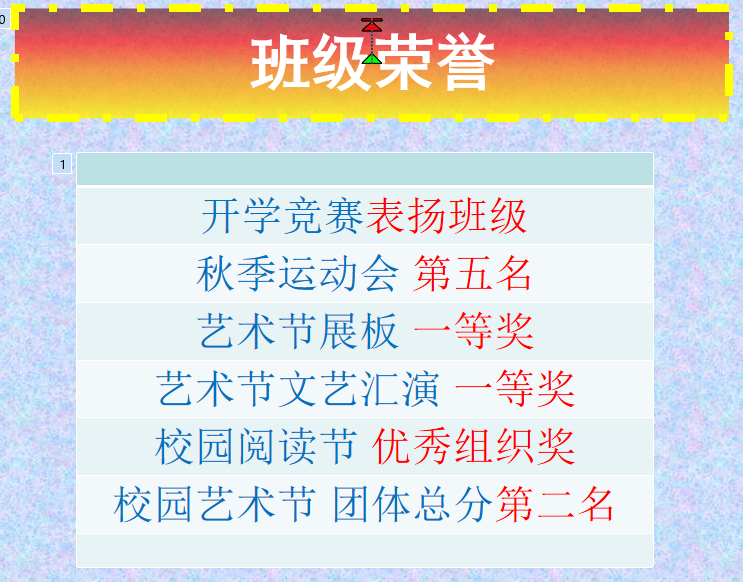 0
班级荣誉
1
开学竞赛表扬班级
秋季运动会 第五名
艺术节展板 一等奖
艺术节文艺汇演 一等奖
校园阅读节 优秀组织奖
校园艺术节 团体总分第二名